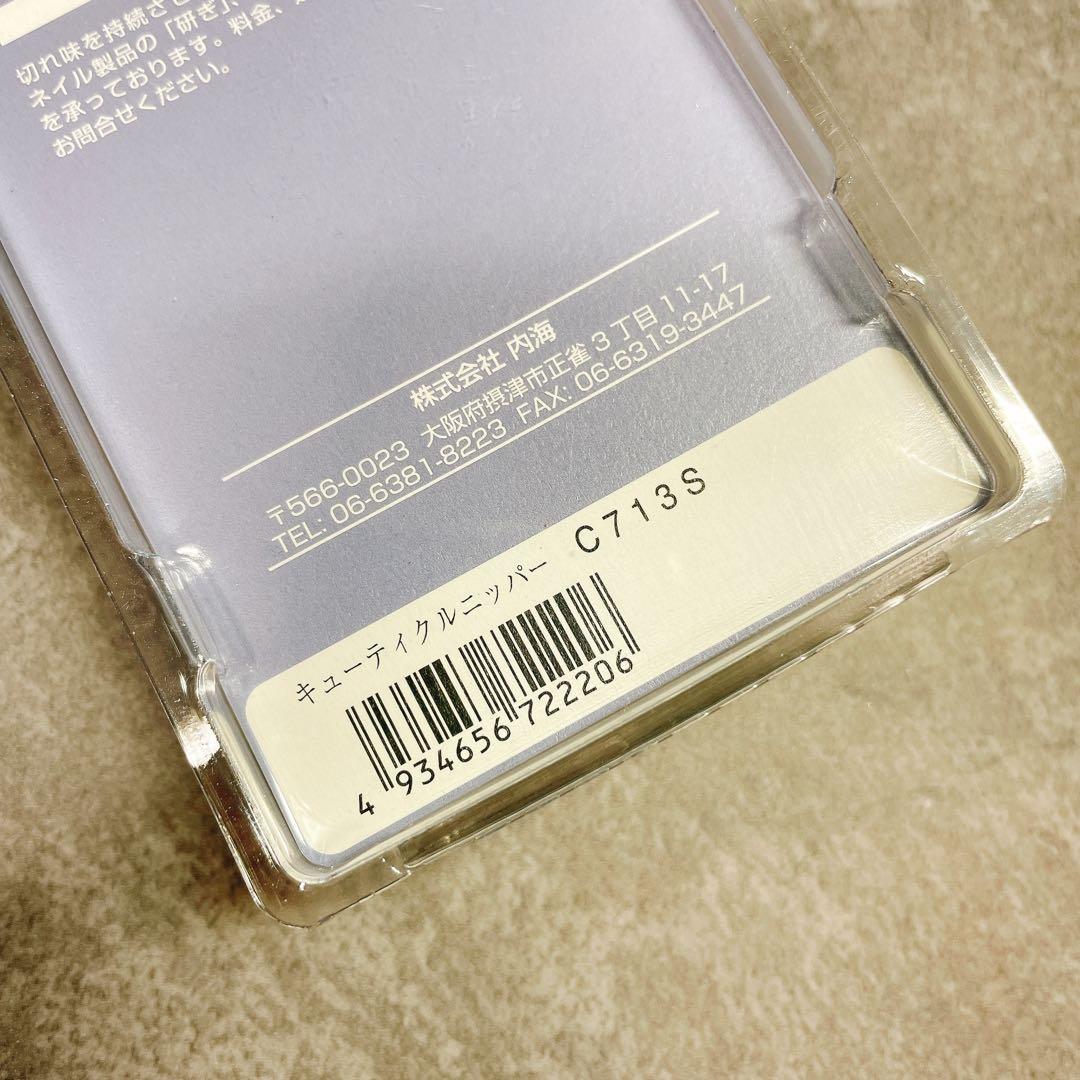 切れ味を持続させ
ネイル製品の「研ぎ」、
を承っております。料金、
お問合せください。
株式会社 内海
〒566-0023 大阪府摂津市正雀3丁目11-17
TEL: 06-6381-8223 FAX: 06-6319-3447
キューティクルニッパー C713S
4 934656 722206